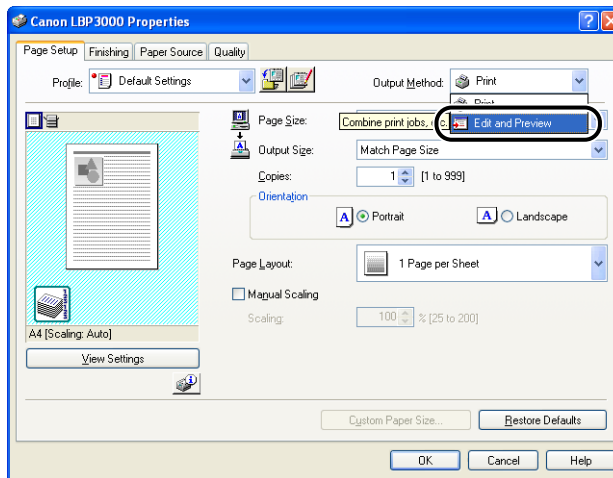 Canon LBP3000 Properties
Page Setup Finishing Paper Source Quality
Profile: Default Settings Output Method: Print
Print
Edit and Preview
Page Size: Combine print jobs, etc.
Output Size: Match Page Size
Copies: 1 [1 to 999]
Orientation
A Portrait A Landscape
Page Layout: 1 Page per Sheet
Manual Scaling
Scaling: 100 % [25 to 200]
A4 [Scaling: Auto]
View Settings
Custom Paper Size... Restore Defaults
OK Cancel Help